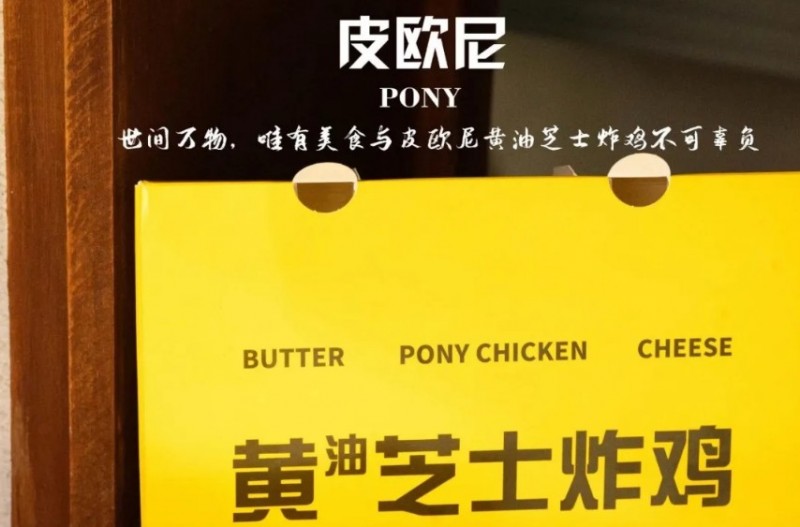 皮欧尼
PONY
世间万物，唯有美食与皮欧尼黄油芝士炸鸡不可辜负
BUTTER PONY CHICKEN CHEESE
黄油芝士炸鸡